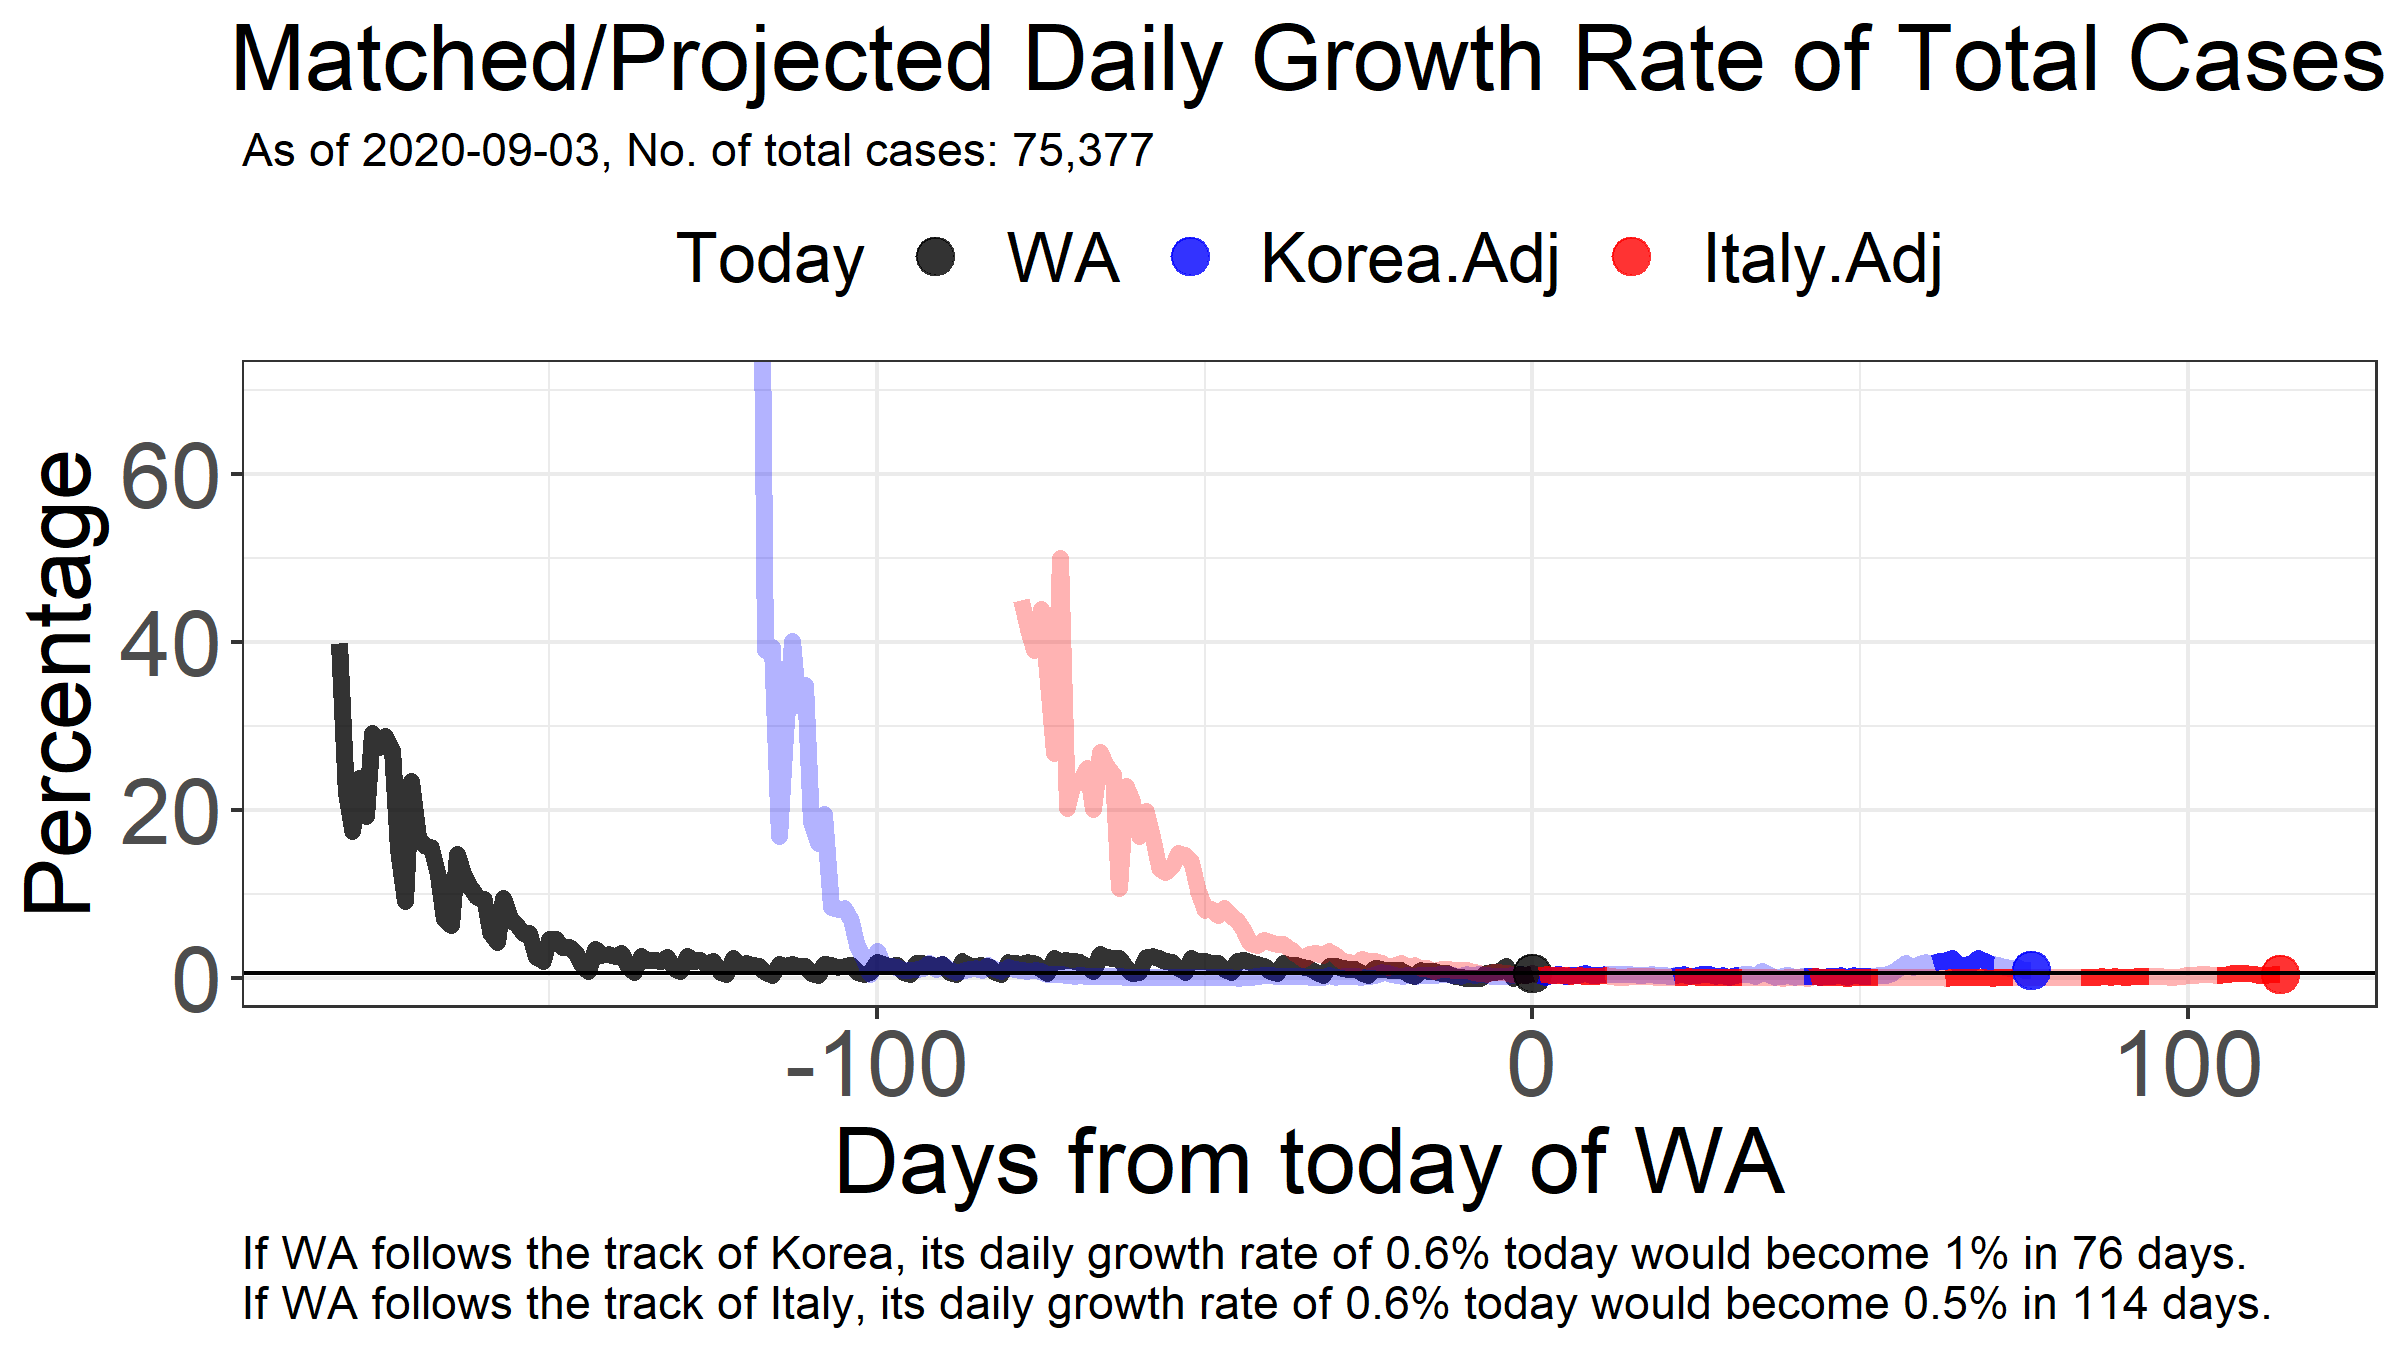 Matched/Projected Daily Growth Rate of Total Cases
As of 2020-09-03, No. of total cases: 75,377
Today WA Korea.Adj Italy.Adj
Percentage
60
40
20
0
-100 0 100
Days from today of WA
If WA follows the track of Korea, its daily growth rate of 0.6% today would become 1% in 76 days.
If WA follows the track of Italy, its daily growth rate of 0.6% today would become 0.5% in 114 days.